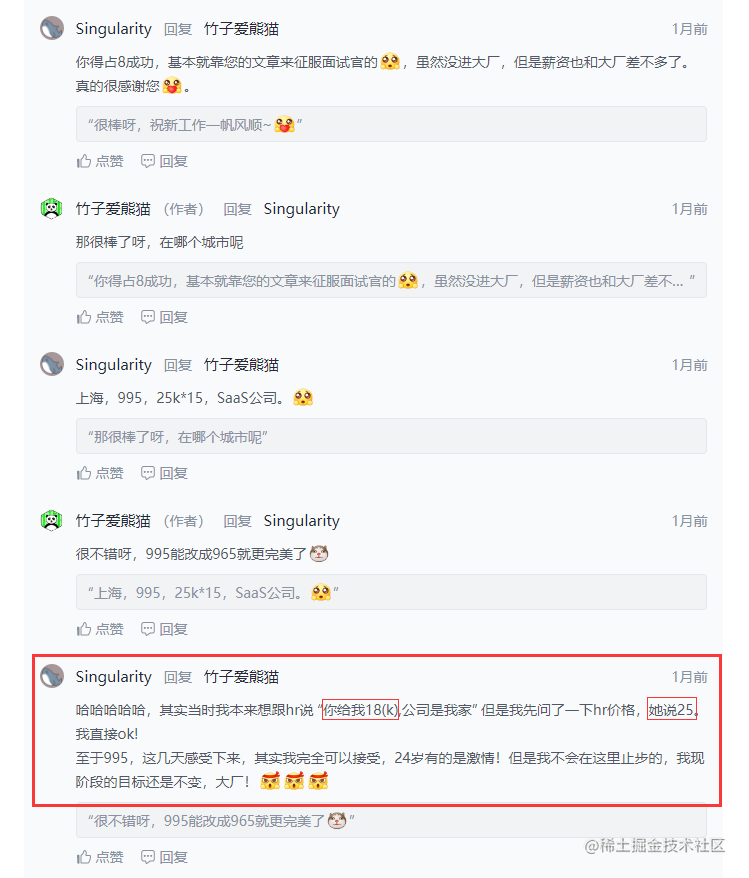 Singularity 回复 竹子爱熊猫 1月前
你得占8成功，基本就靠您的文章来征服面试官的🥺，虽然没进大厂，但是薪资也和大厂差不多了。
真的很感谢您🥰。
“很棒呀，祝新工作一帆风顺~🥰”
点赞 回复
竹子爱熊猫 （作者） 回复 Singularity 1月前
那很棒了呀，在哪个城市呢
“你得占8成功，基本就靠您的文章来征服面试官的🥺，虽然没进大厂，但是薪资也和大厂差不... ”
点赞 回复
Singularity 回复 竹子爱熊猫 1月前
上海，995，25k*15，SaaS公司。🥺
“那很棒了呀，在哪个城市呢”
点赞 回复
竹子爱熊猫 （作者） 回复 Singularity 1月前
很不错呀，995能改成965就更完美了
“上海，995，25k*15，SaaS公司。🥺”
点赞 回复
Singularity 回复 竹子爱熊猫 1月前
哈哈哈哈哈，其实当时我本来想跟hr说 “你给我18(k),公司是我家” 但是我先问了一下hr价格，她说25。
我直接ok!
至于995，这几天感受下来，其实我完全可以接受，24岁有的是激情！但是我不会在这里止步的，我现
阶段的目标还是不变，大厂！
“很不错呀，995能改成965就更完美了”
点赞 回复
@稀土掘金技术社区